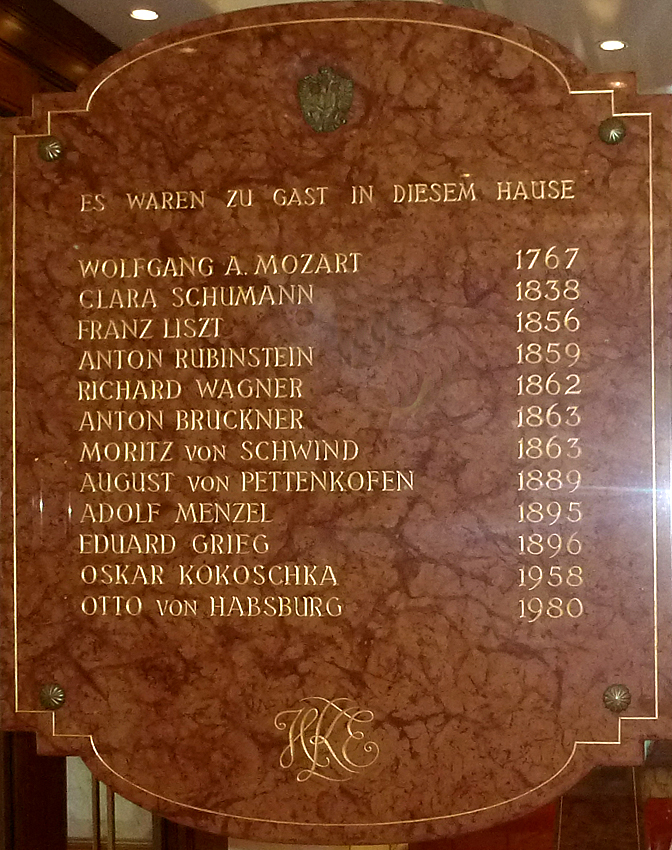 ES WAREN ZU GAST IN DIESEM HAUSE
WOLFGANG A. MOZART 1767
CLARA SCHUMANN 1838
FRANZ LISZT 1856
ANTON RUBINSTEIN 1859
RICHARD WAGNER 1862
ANTON BRUCKNER 1863
MORITZ VON SCHWIND 1863
AUGUST VON PETTENKOFEN 1889
ADOLF MENZEL 1895
EDUARD GRIEG 1896
OSKAR KOKOSCHKA 1958
OTTO VON HABSBURG 1980